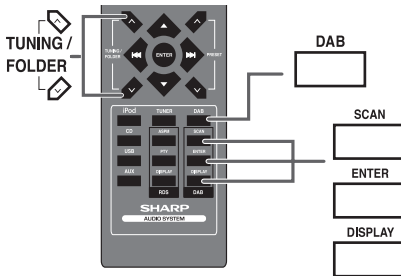 TUNING /
FOLDER
TUNING/
FOLDER
ENTER
PRESET
iPod TUNER DAB
CD ASPM SCAN
USB PTY ENTER
AUX DISPLAY DISPLAY
RDS DAB
SHARP
AUDIO SYSTEM
DAB
SCAN
ENTER
DISPLAY